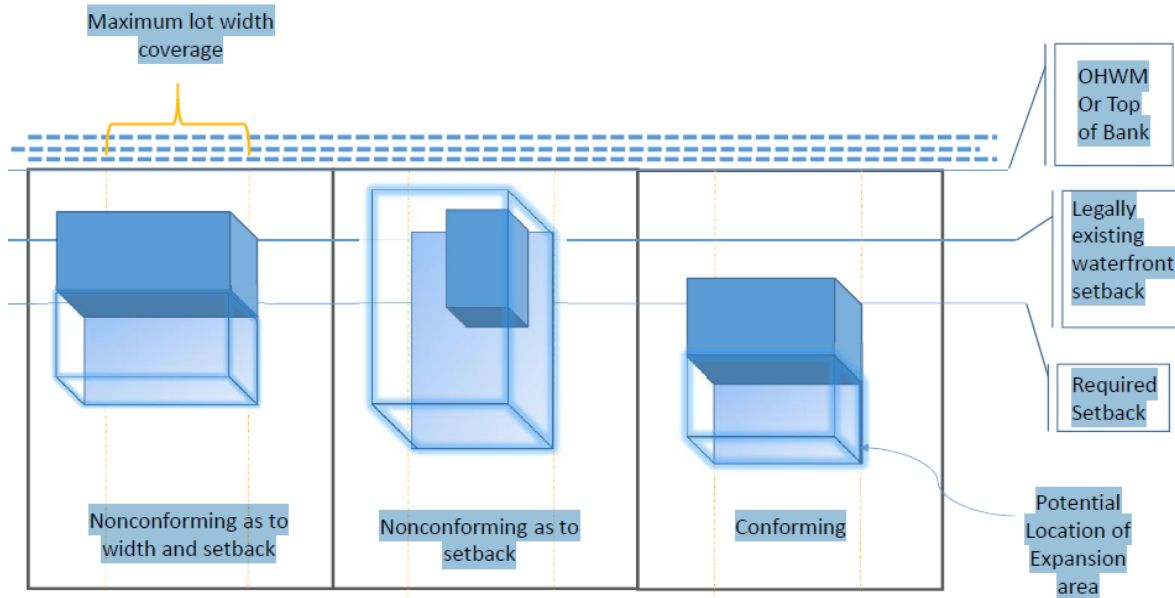 Maximum lot width
coverage
OHWM
Or Top
of Bank
Legally
existing
waterfront
setback
Required
Setback
Nonconforming as to
width and setback
Nonconforming as to
setback
Conforming
Potential
Location of
Expansion
area